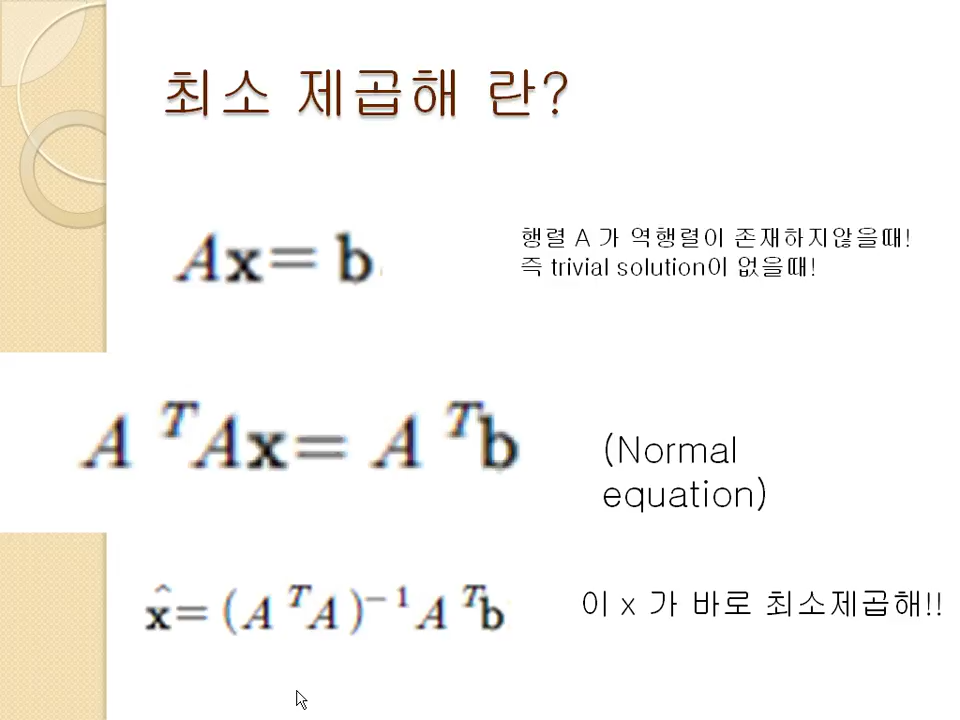 최소 제곱해 란?
Ax = b
행렬 A 가 역행렬이 존재하지않을때!
즉 trivial solution이 없을때!
A ᵀAx = A ᵀb
(Normal
equation)
x̂ = (A ᵀA)⁻¹A ᵀb
이 x 가 바로 최소제곱해!!